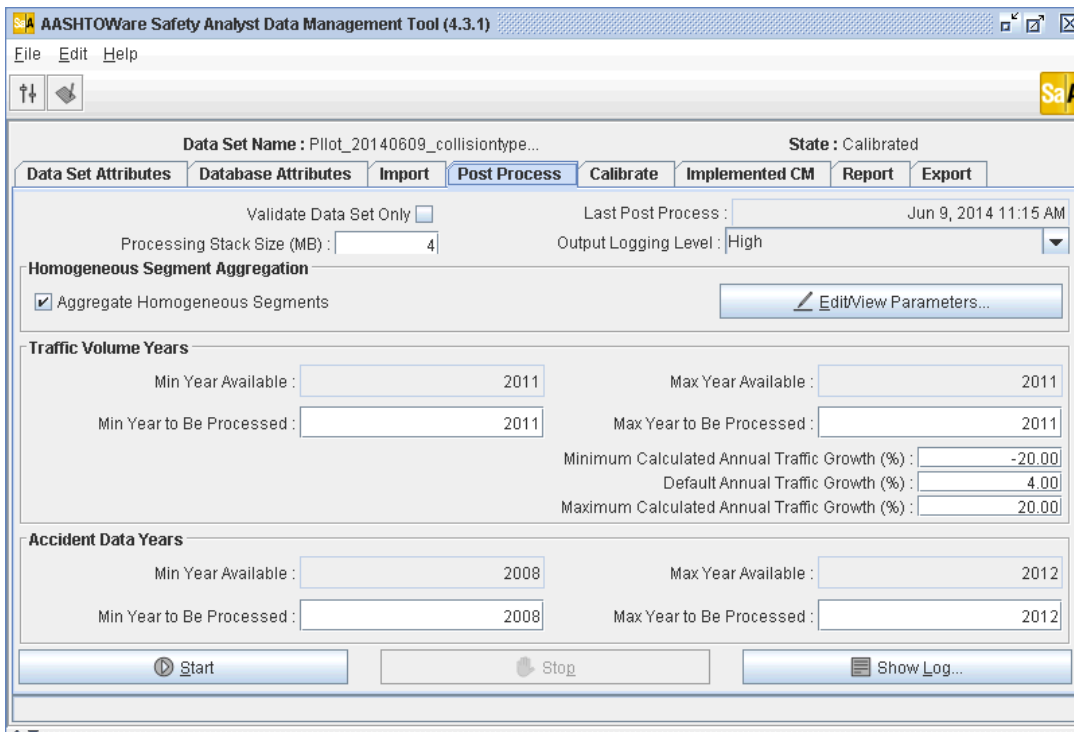 SaA AASHTOWare Safety Analyst Data Management Tool (4.3.1)
File Edit Help
SaA
Data Set Name : PIlot_20140609_collisiontype... State : Calibrated
Data Set Attributes Database Attributes Import Post Process Calibrate Implemented CM Report Export
Validate Data Set Only Last Post Process : Jun 9, 2014 11:15 AM
Processing Stack Size (MB) : 4 Output Logging Level : High
Homogeneous Segment Aggregation
Aggregate Homogeneous Segments Edit/View Parameters...
Traffic Volume Years
Min Year Available : 2011 Max Year Available : 2011
Min Year to Be Processed : 2011 Max Year to Be Processed : 2011
Minimum Calculated Annual Traffic Growth (%) : -20.00
Default Annual Traffic Growth (%) : 4.00
Maximum Calculated Annual Traffic Growth (%) : 20.00
Accident Data Years
Min Year Available : 2008 Max Year Available : 2012
Min Year to Be Processed : 2008 Max Year to Be Processed : 2012
Start Stop Show Log...